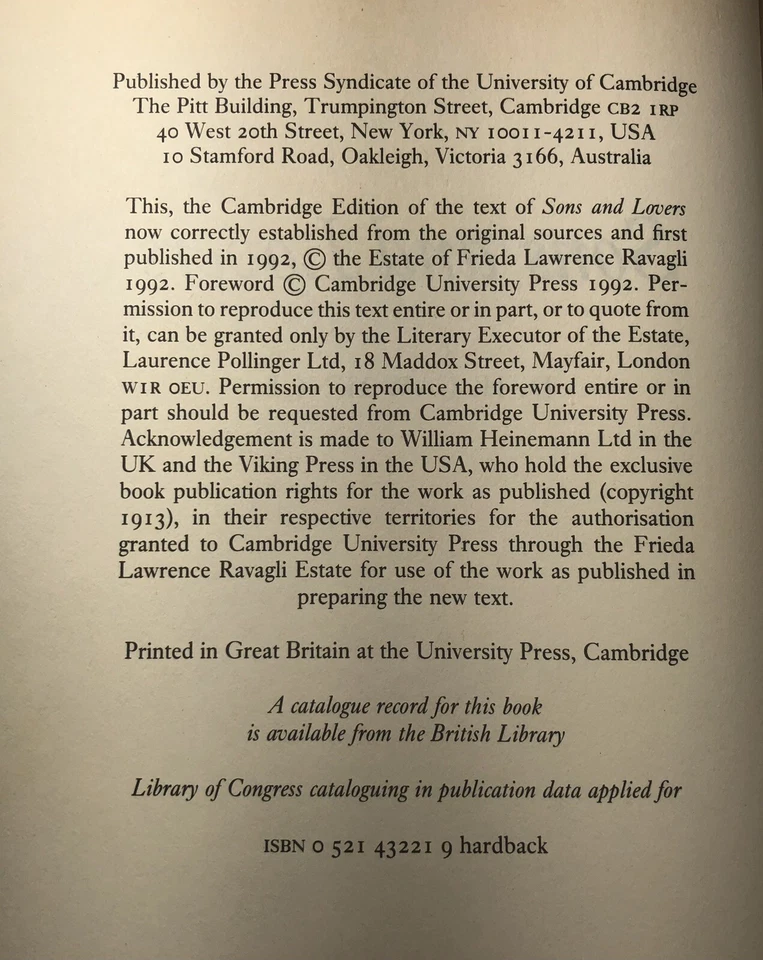 Published by the Press Syndicate of the University of Cambridge
The Pitt Building, Trumpington Street, Cambridge CB2 1RP
40 West 20th Street, New York, NY 10011-4211, USA
10 Stamford Road, Oakleigh, Victoria 3166, Australia
This, the Cambridge Edition of the text of Sons and Lovers
now correctly established from the original sources and first
published in 1992, © the Estate of Frieda Lawrence Ravagli
1992. Foreword © Cambridge University Press 1992. Per-
mission to reproduce this text entire or in part, or to quote from
it, can be granted only by the Literary Executor of the Estate,
Laurence Pollinger Ltd, 18 Maddox Street, Mayfair, London
W1R OEU. Permission to reproduce the foreword entire or in
part should be requested from Cambridge University Press.
Acknowledgement is made to William Heinemann Ltd in the
UK and the Viking Press in the USA, who hold the exclusive
book publication rights for the work as published (copyright
1913), in their respective territories for the authorisation
granted to Cambridge University Press through the Frieda
Lawrence Ravagli Estate for use of the work as published in
preparing the new text.
Printed in Great Britain at the University Press, Cambridge
A catalogue record for this book
is available from the British Library
Library of Congress cataloguing in publication data applied for
ISBN 0 521 43221 9 hardback